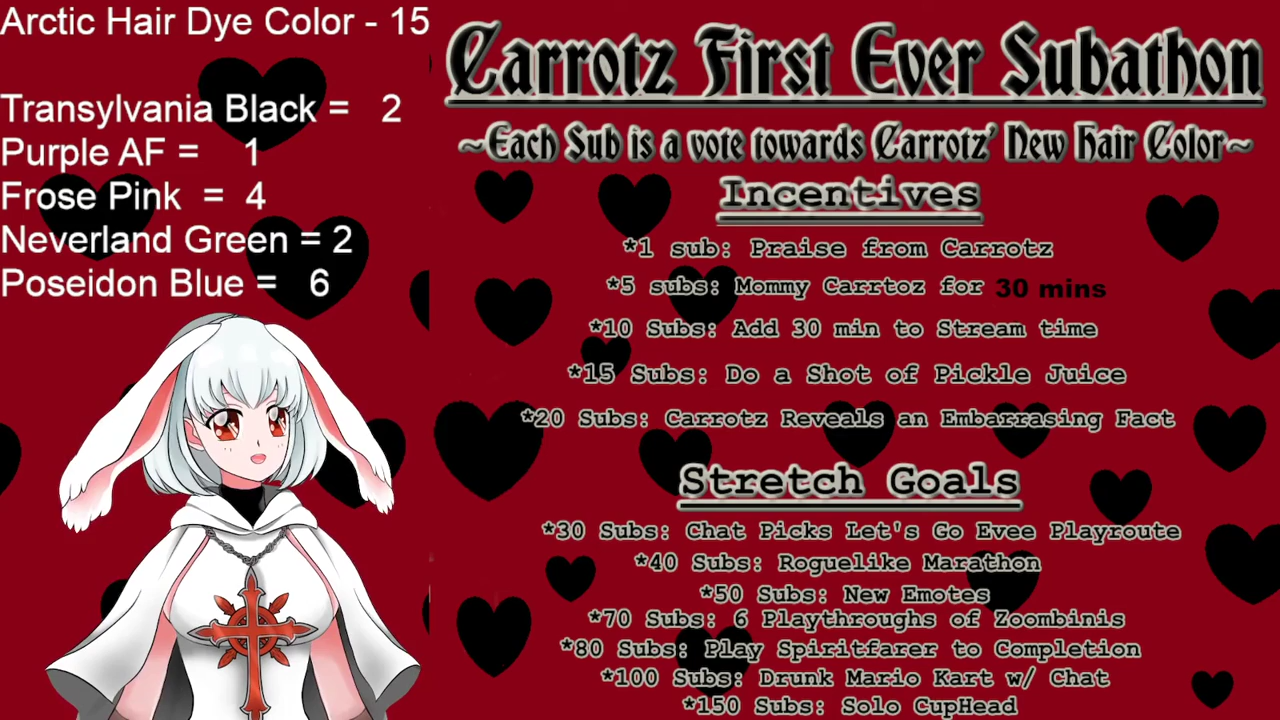 Arctic Hair Dye Color - 15
Transylvania Black = 2
Purple AF = 1
Frose Pink = 4
Neverland Green = 2
Poseidon Blue = 6
Carrotz First Ever Subathon
~Each Sub is a vote towards Carrotz' New Hair Color~
Incentives
*1 sub: Praise from Carrotz
*5 subs: Mommy Carrtoz for 30 mins
*10 Subs: Add 30 min to Stream time
*15 Subs: Do a Shot of Pickle Juice
*20 Subs: Carrotz Reveals an Embarrasing Fact
Stretch Goals
*30 Subs: Chat Picks Let's Go Evee Playroute
*40 Subs: Roguelike Marathon
*50 Subs: New Emotes
*70 Subs: 6 Playthroughs of Zoombinis
*80 Subs: Play Spiritfarer to Completion
*100 Subs: Drunk Mario Kart w/ Chat
*150 Subs: Solo CupHead